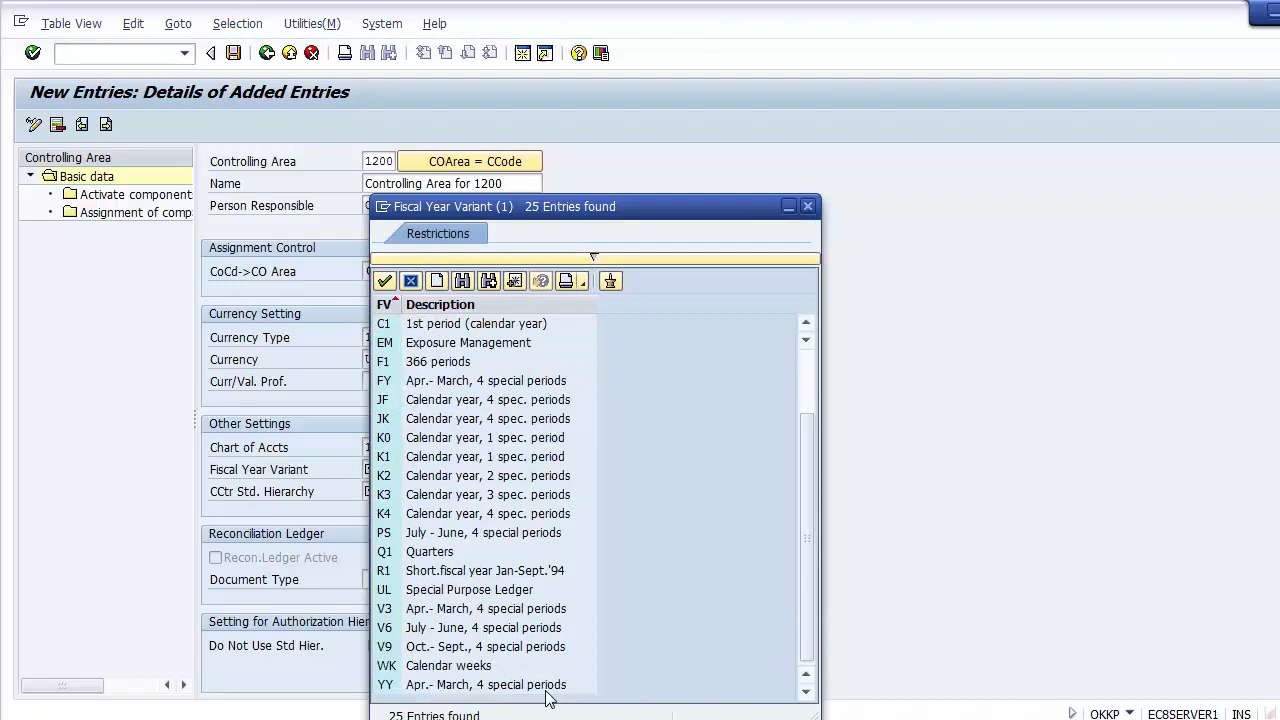 Table View Edit Goto Selection Utilities(M) System Help
New Entries: Details of Added Entries
Controlling Area
Basic data
Activate component
Assignment of comp
Controlling Area 1200 COArea = CCode
Name Controlling Area for 1200
Person Responsible
Assignment Control
CoCd->CO Area
Currency Setting
Currency Type 1
Currency
Curr/Val. Prof.
Other Settings
Chart of Accts 1
Fiscal Year Variant
CCtr Std. Hierarchy
Reconciliation Ledger
Recon.Ledger Active
Document Type
Setting for Authorization Hier
Do Not Use Std Hier.
Fiscal Year Variant (1) 25 Entries found
Restrictions
FV Description
C1 1st period (calendar year)
EM Exposure Management
F1 366 periods
FY Apr.- March, 4 special periods
JF Calendar year, 4 spec. periods
JK Calendar year, 4 spec. periods
K0 Calendar year, 1 spec. period
K1 Calendar year, 1 spec. period
K2 Calendar year, 2 spec. periods
K3 Calendar year, 3 spec. periods
K4 Calendar year, 4 spec. periods
PS July - June, 4 special periods
Q1 Quarters
R1 Short.fiscal year Jan-Sept.'94
UL Special Purpose Ledger
V3 Apr.- March, 4 special periods
V6 July - June, 4 special periods
V9 Oct.- Sept., 4 special periods
WK Calendar weeks
YY Apr.- March, 4 special periods
25 Entries found
OKKP EC8SERVER1 INS